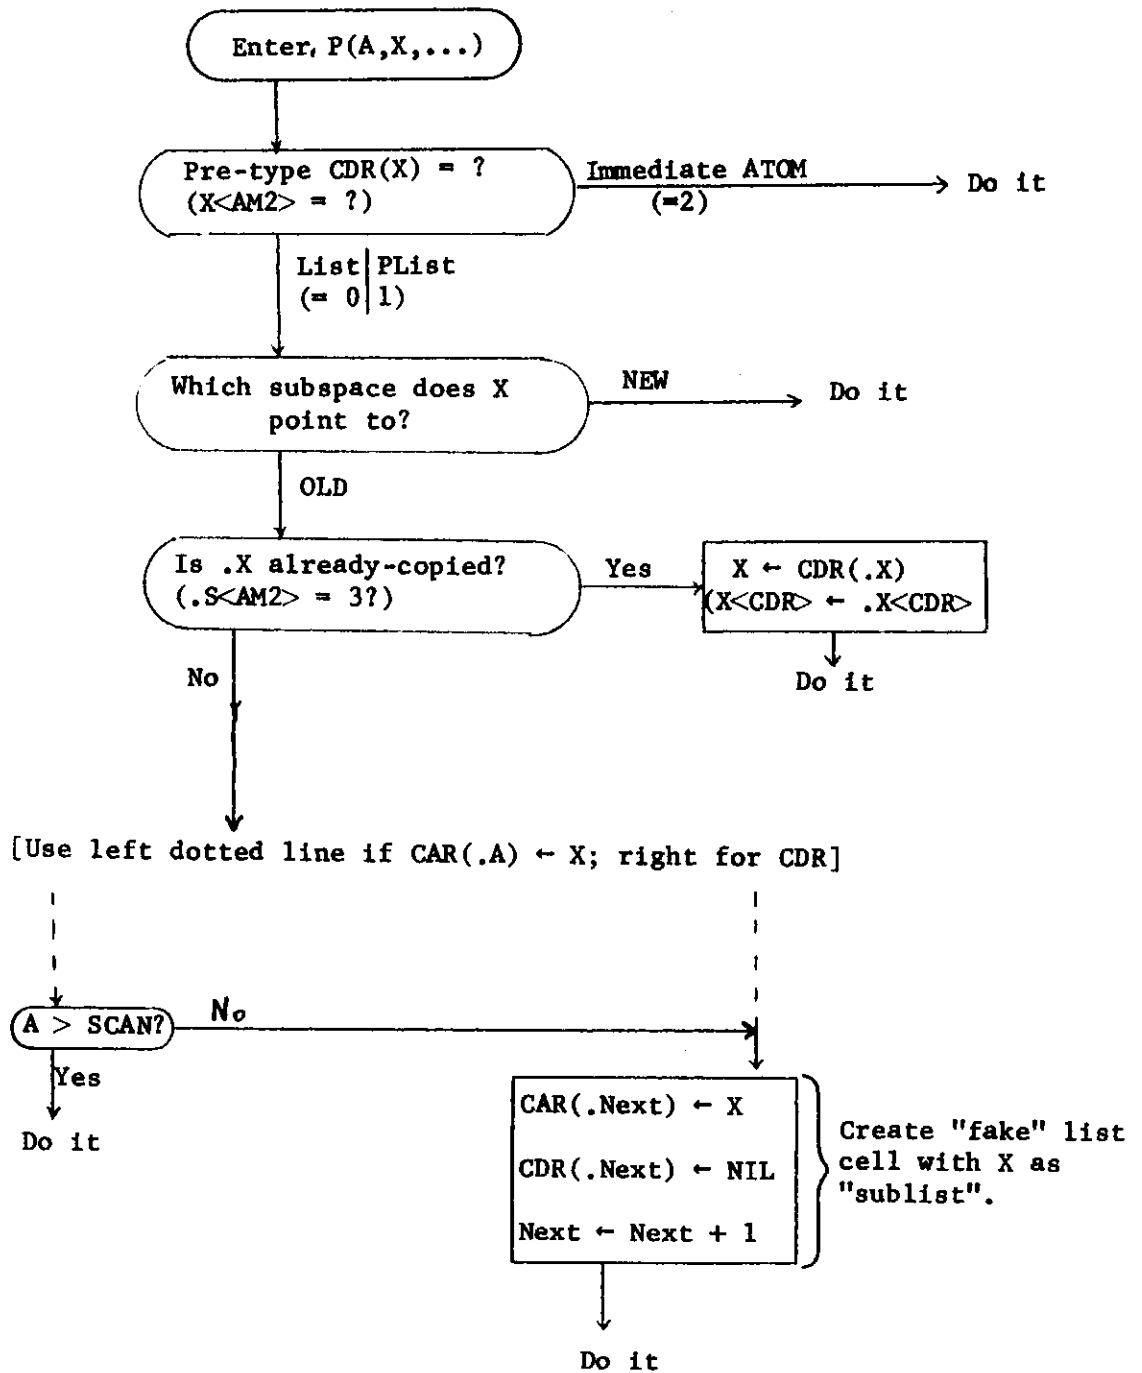 Enter, P(A,X,...)
Pre-type CDR(X) = ?
(X<AM2> = ?)
Immediate ATOM
(=2)
Do it
List|PList
(= 0|1)
Which subspace does X
point to?
NEW
Do it
OLD
Is .X already-copied?
(.S<AM2> = 3?)
Yes
X ← CDR(.X)
(X<CDR> ← .X<CDR>
Do it
No
[Use left dotted line if CAR(.A) ← X; right for CDR]
A > SCAN?
No
Yes
Do it
CAR(.Next) ← X
CDR(.Next) ← NIL
Next ← Next + 1
Create "fake" list
cell with X as
"sublist".
Do it